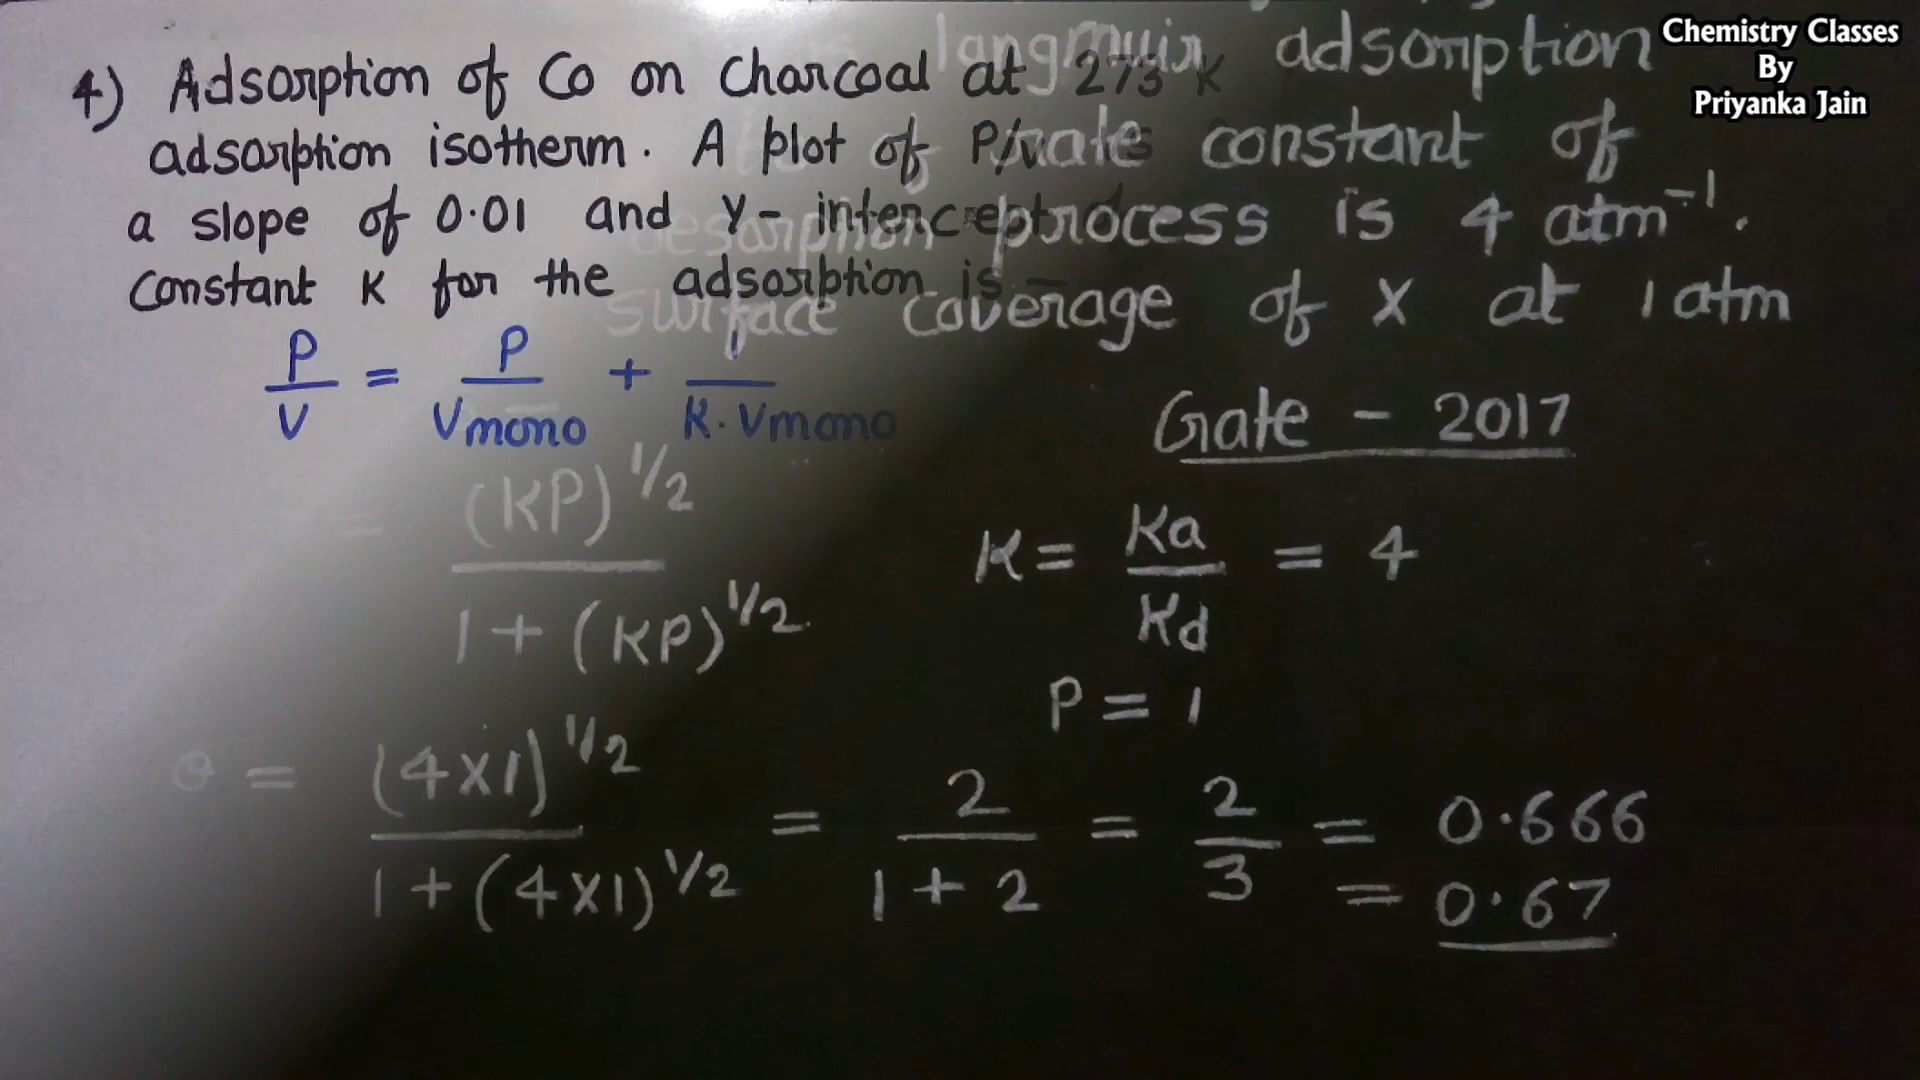 langmuir adsorption
Chemistry Classes
By
Priyanka Jain
4) Adsorption of Co on charcoal at 273 K
adsorption isotherm. A plot of P/V
rate constant of
a slope of 0.01 and Y-intercept
desorption process is 4 atm⁻¹.
constant K for the adsorption is -
surface coverage of X at 1 atm
P/V = P/Vmono + 1/K.Vmono
Gate - 2017
= (KP)^1/2 / 1 + (KP)^1/2
K = Ka/Kd = 4
P = 1
θ = (4x1)^1/2 / 1 + (4x1)^1/2 = 2 / 1 + 2 = 2/3 = 0.666
= 0.67